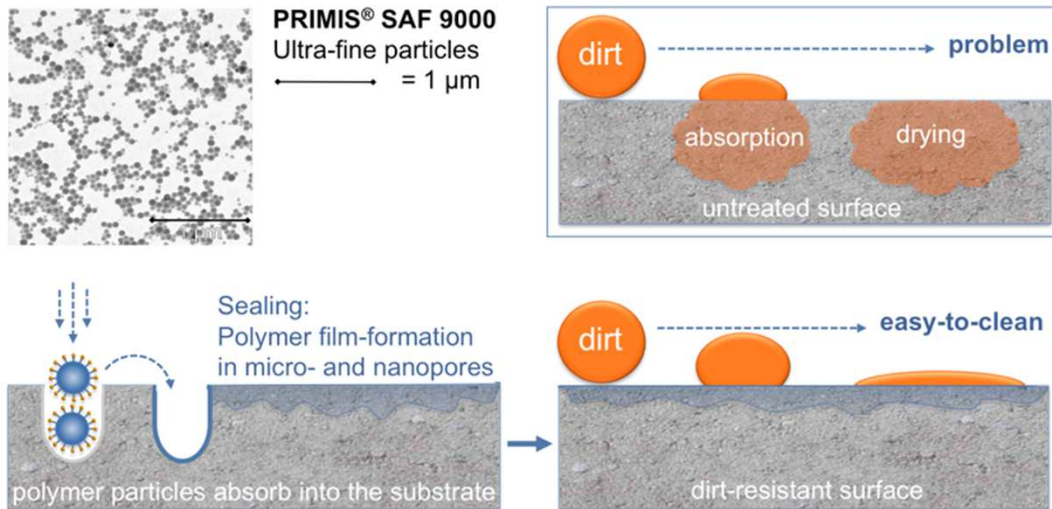 PRIMIS® SAF 9000
Ultra-fine particles
= 1 µm
dirt
problem
absorption
drying
untreated surface
Sealing:
Polymer film-formation
in micro- and nanopores
polymer particles absorb into the substrate
dirt
easy-to-clean
dirt-resistant surface